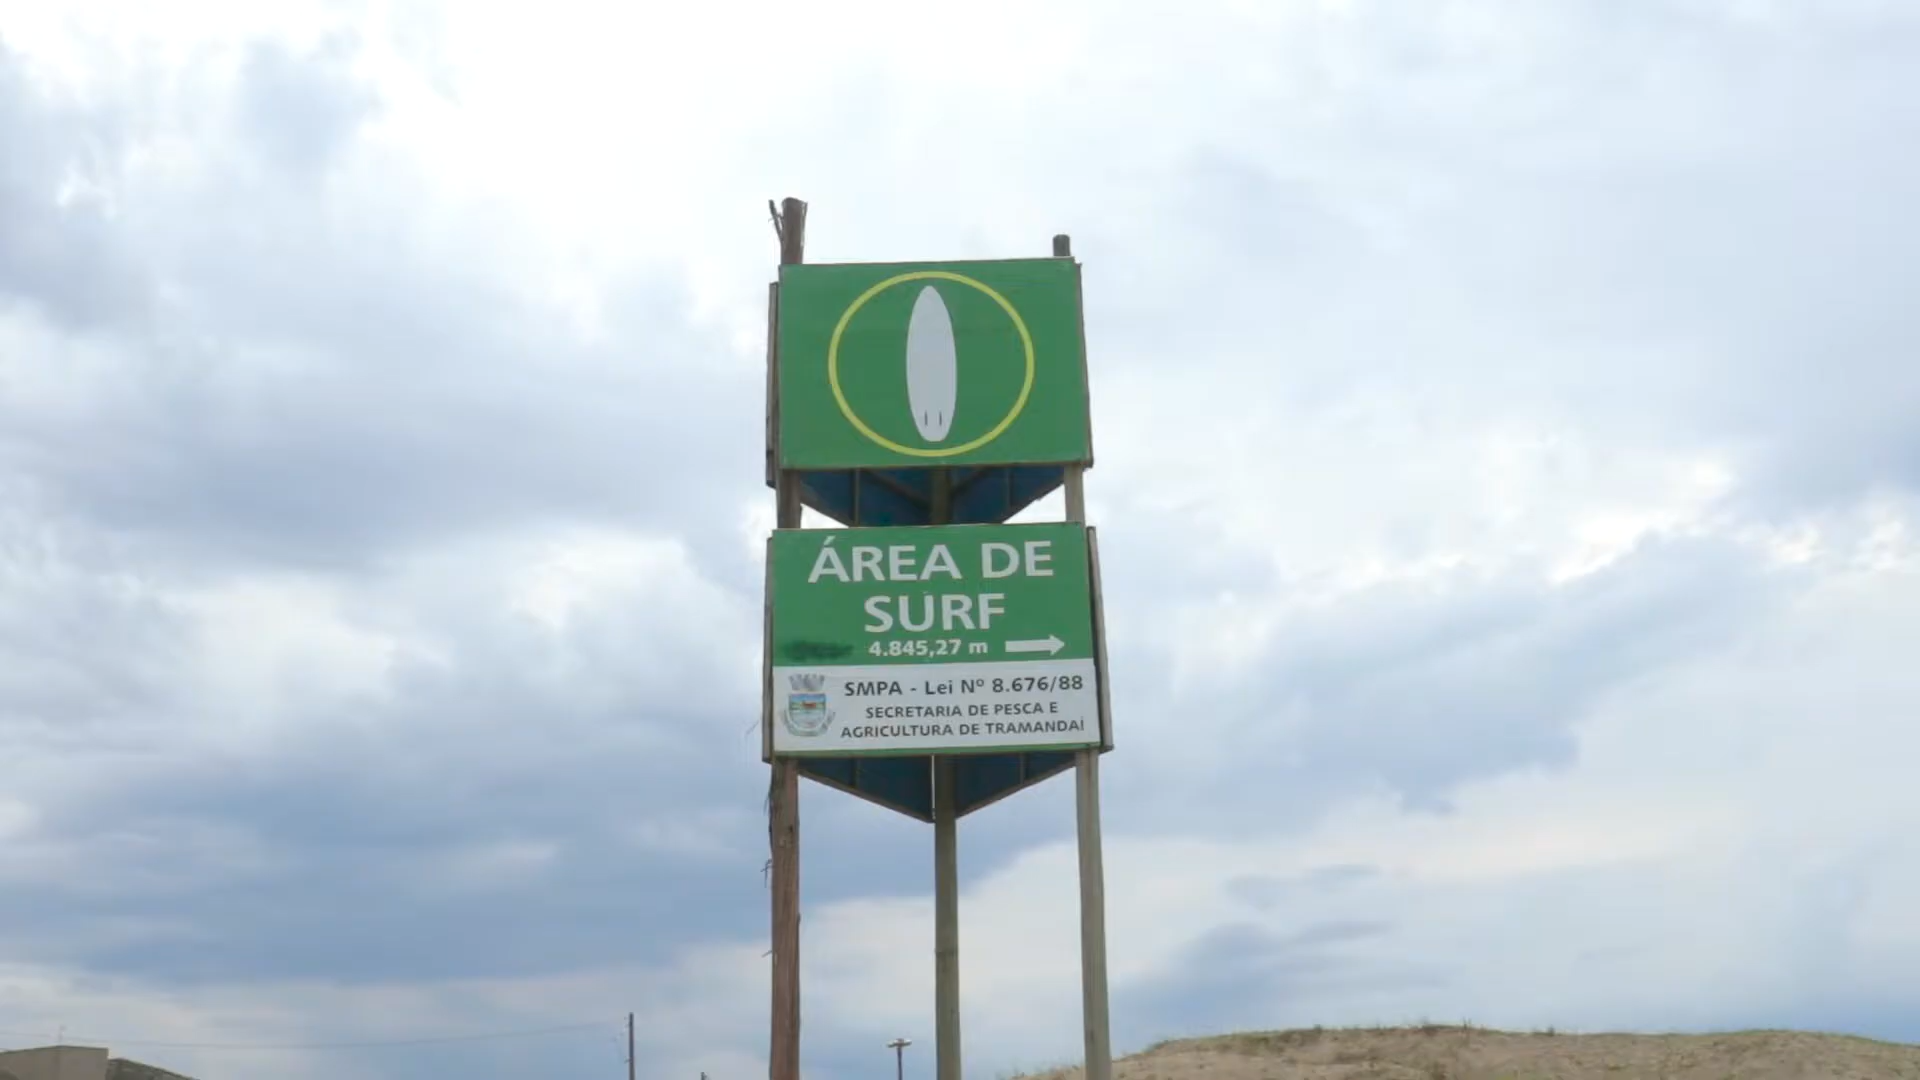 ÁREA DE
SURF
4.845,27 m
SMPA - Lei Nº 8.676/88
SECRETARIA DE PESCA E
AGRICULTURA DE TRAMANDAÍ